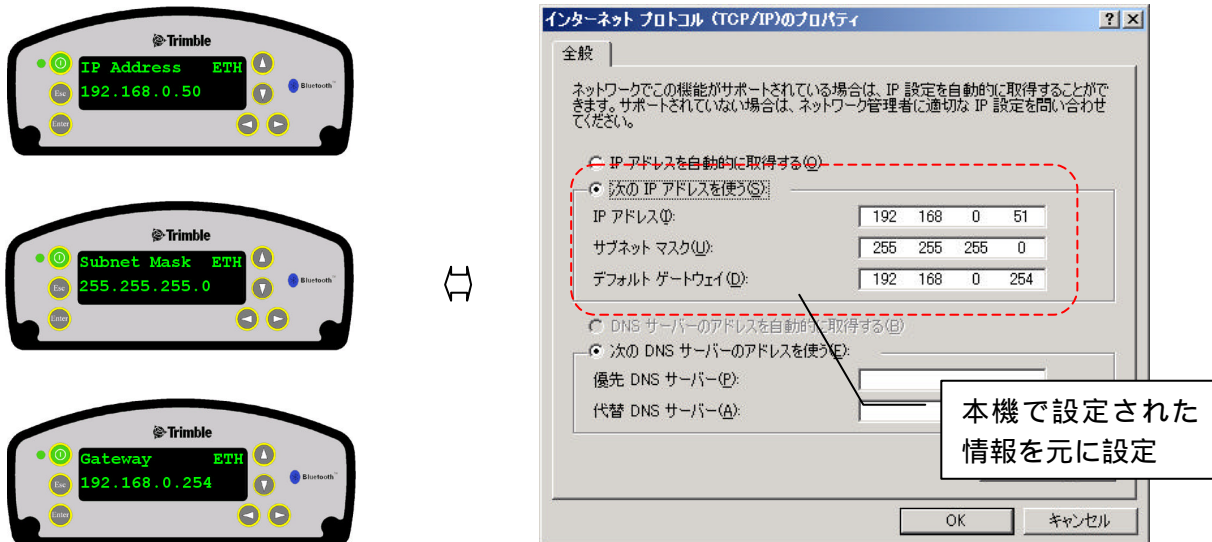 Trimble
IP Address ETH
192.168.0.50
Esc
Enter
Bluetooth™
Trimble
Subnet Mask ETH
255.255.255.0
Esc
Enter
Bluetooth™
Trimble
Gateway ETH
192.168.0.254
Esc
Enter
Bluetooth™
インターネット プロトコル (TCP/IP)のプロパティ
全般
ネットワークでこの機能がサポートされている場合は、IP 設定を自動的に取得することがで
きます。サポートされていない場合は、ネットワーク管理者に適切な IP 設定を問い合わせ
てください。
IP アドレスを自動的に取得する(O)
次の IP アドレスを使う(S):
IP アドレス(I): 192 168 0 51
サブネット マスク(U): 255 255 255 0
デフォルト ゲートウェイ(D): 192 168 0 254
DNS サーバーのアドレスを自動的に取得する(B)
次の DNS サーバーのアドレスを使う(E):
優先 DNS サーバー(P):
代替 DNS サーバー(A):
本機で設定された
情報を元に設定
OK キャンセル